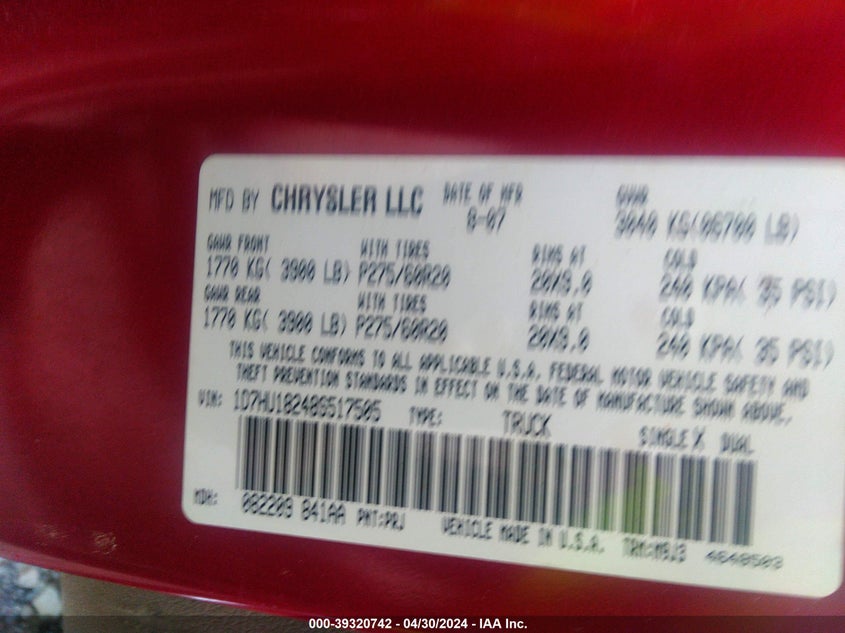 MFD BY CHRYSLER LLC DATE OF MFR GVWR
8-07 3040 KG(06700 LB)
GAWR FRONT WITH TIRES RIMS AT COLD
1770 KG( 3900 LB) P275/60R20 20X9.0 240 KPA( 35 PSI)
GAWR REAR WITH TIRES RIMS AT COLD
1770 KG( 3900 LB) P275/60R20 20X9.0 240 KPA( 35 PSI)
THIS VEHICLE CONFORMS TO ALL APPLICABLE U.S.A. FEDERAL MOTOR VEHICLE SAFETY AND
THEFT PREVENTION STANDARDS IN EFFECT ON THE DATE OF MANUFACTURE SHOWN ABOVE.
VIN: 1D7HU18248S517505 TYPE: TRUCK SINGLE X DUAL
MDH: 082209 841AA PNT:PRJ VEHICLE MADE IN U.S.A. TRM:M9J3 4648503
000-39320742 - 04/30/2024 - IAA Inc.